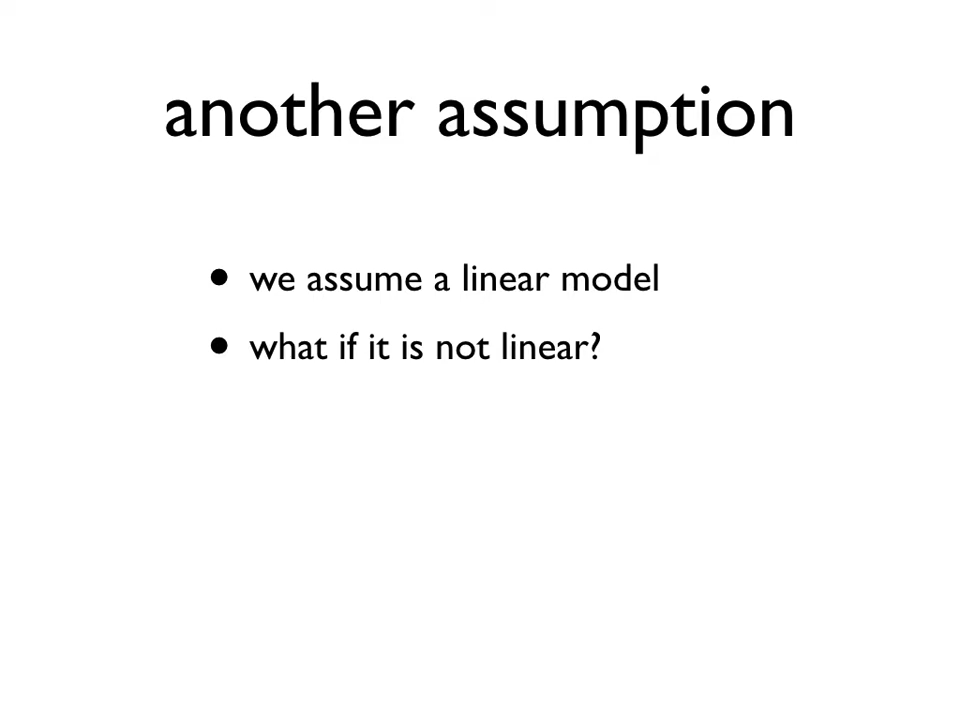 another assumption
• we assume a linear model
• what if it is not linear?